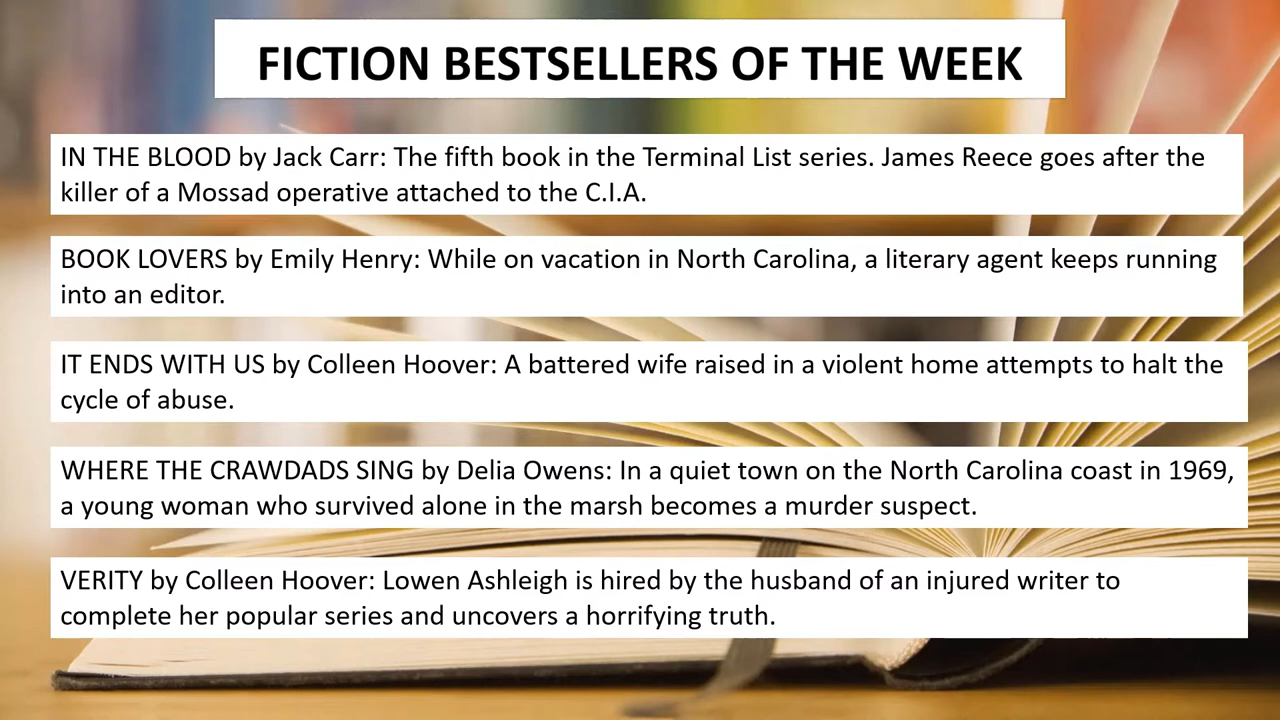 FICTION BESTSELLERS OF THE WEEK
IN THE BLOOD by Jack Carr: The fifth book in the Terminal List series. James Reece goes after the
killer of a Mossad operative attached to the C.I.A.
BOOK LOVERS by Emily Henry: While on vacation in North Carolina, a literary agent keeps running
into an editor.
IT ENDS WITH US by Colleen Hoover: A battered wife raised in a violent home attempts to halt the
cycle of abuse.
WHERE THE CRAWDADS SING by Delia Owens: In a quiet town on the North Carolina coast in 1969,
a young woman who survived alone in the marsh becomes a murder suspect.
VERITY by Colleen Hoover: Lowen Ashleigh is hired by the husband of an injured writer to
complete her popular series and uncovers a horrifying truth.